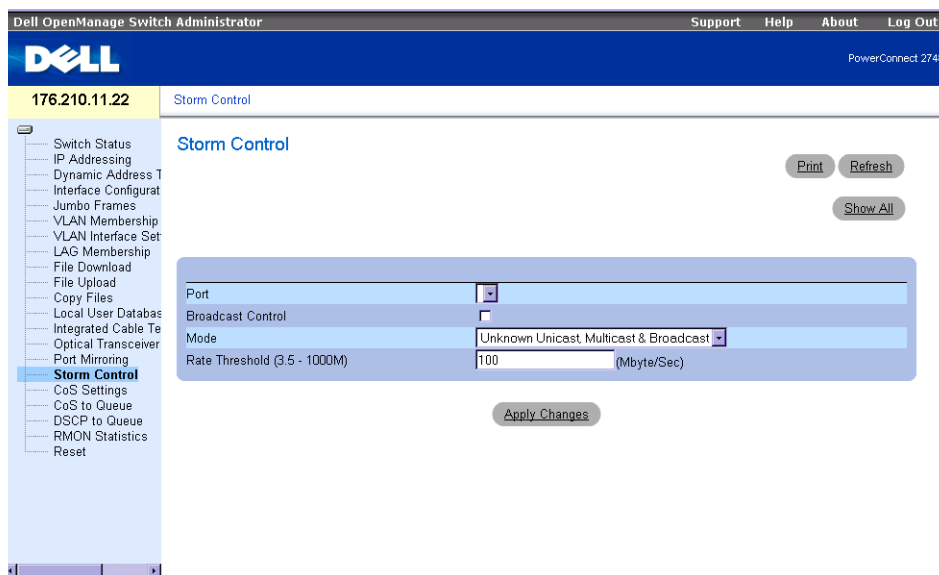 Dell OpenManage Switch Administrator Support Help About Log Out
DELL
PowerConnect 274
176.210.11.22
Storm Control
Switch Status
IP Addressing
Dynamic Address T
Interface Configurat
Jumbo Frames
VLAN Membership
VLAN Interface Set
LAG Membership
File Download
File Upload
Copy Files
Local User Databas
Integrated Cable Te
Optical Transceiver
Port Mirroring
Storm Control
CoS Settings
CoS to Queue
DSCP to Queue
RMON Statistics
Reset
Storm Control
Print Refresh
Show All
Port
Broadcast Control
Mode Unknown Unicast, Multicast & Broadcast
Rate Threshold (3.5 - 1000M) 100 (Mbyte/Sec)
Apply Changes